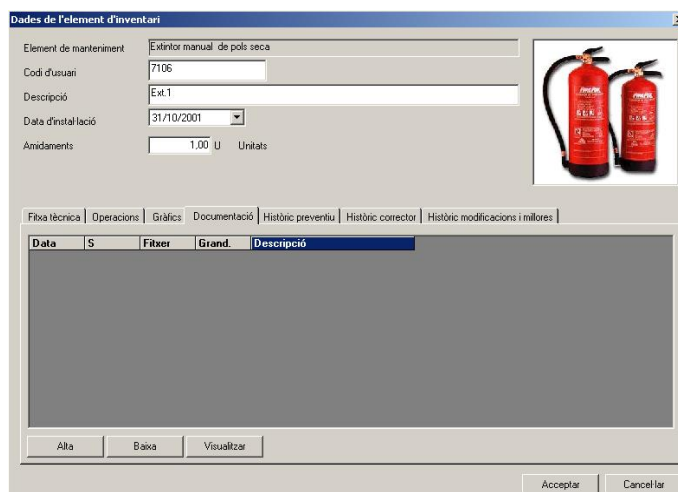 Dades de l'element d'inventari
Element de manteniment Extintor manual de pols seca
Codi d'usuari 7106
Descripció Ext.1
Data d'instal·lació 31/10/2001
Amidaments 1,00 U Unitats
Fitxa tècnica Operacions Gràfics Documentació Històric preventiu Històric corrector Històric modificacions i millores
Data S Fitxer Grand. Descripció
Alta Baixa Visualitzar
Acceptar Cancel·lar